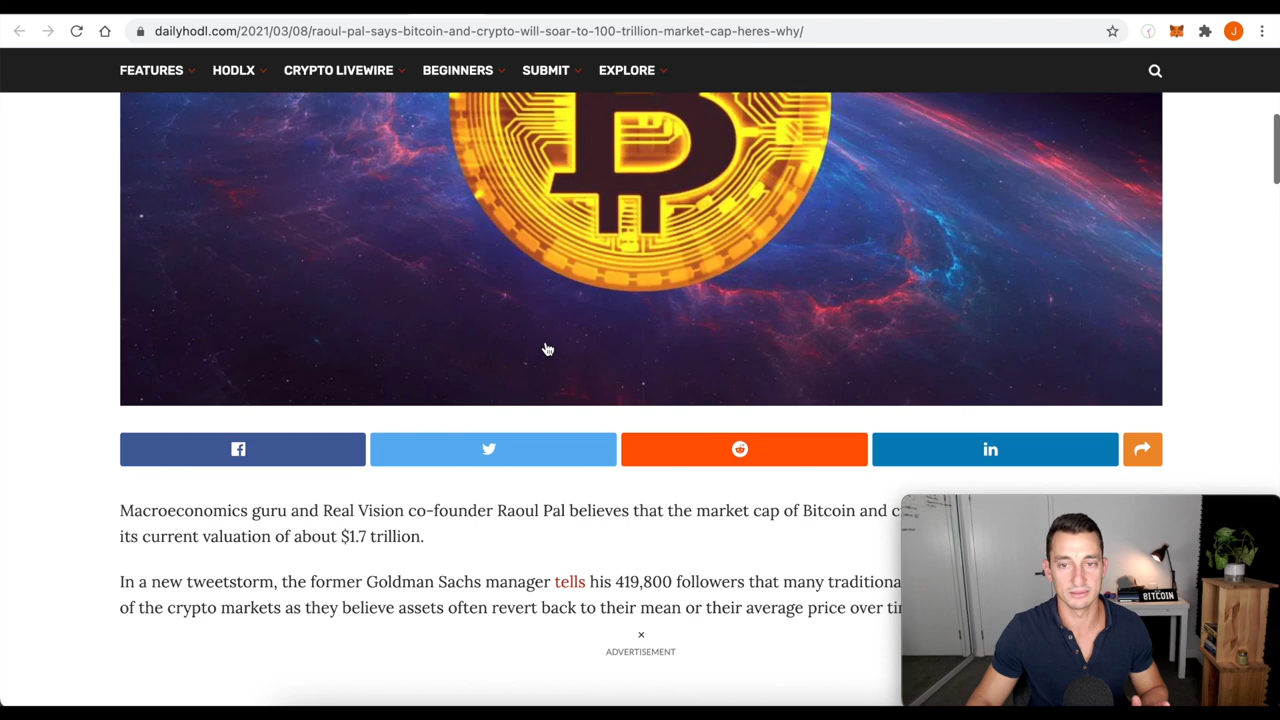 dailyhodl.com/2021/03/08/raoul-pal-says-bitcoin-and-crypto-will-soar-to-100-trillion-market-cap-heres-why/
J
FEATURES HODLX CRYPTO LIVEWIRE BEGINNERS SUBMIT EXPLORE
B
in
Macroeconomics guru and Real Vision co-founder Raoul Pal believes that the market cap of Bitcoin and
its current valuation of about $1.7 trillion.
In a new tweetstorm, the former Goldman Sachs manager tells his 419,800 followers that many
of the crypto markets as they believe assets often revert back to their mean or their average price over
×
ADVERTISEMENT
BITCOIN